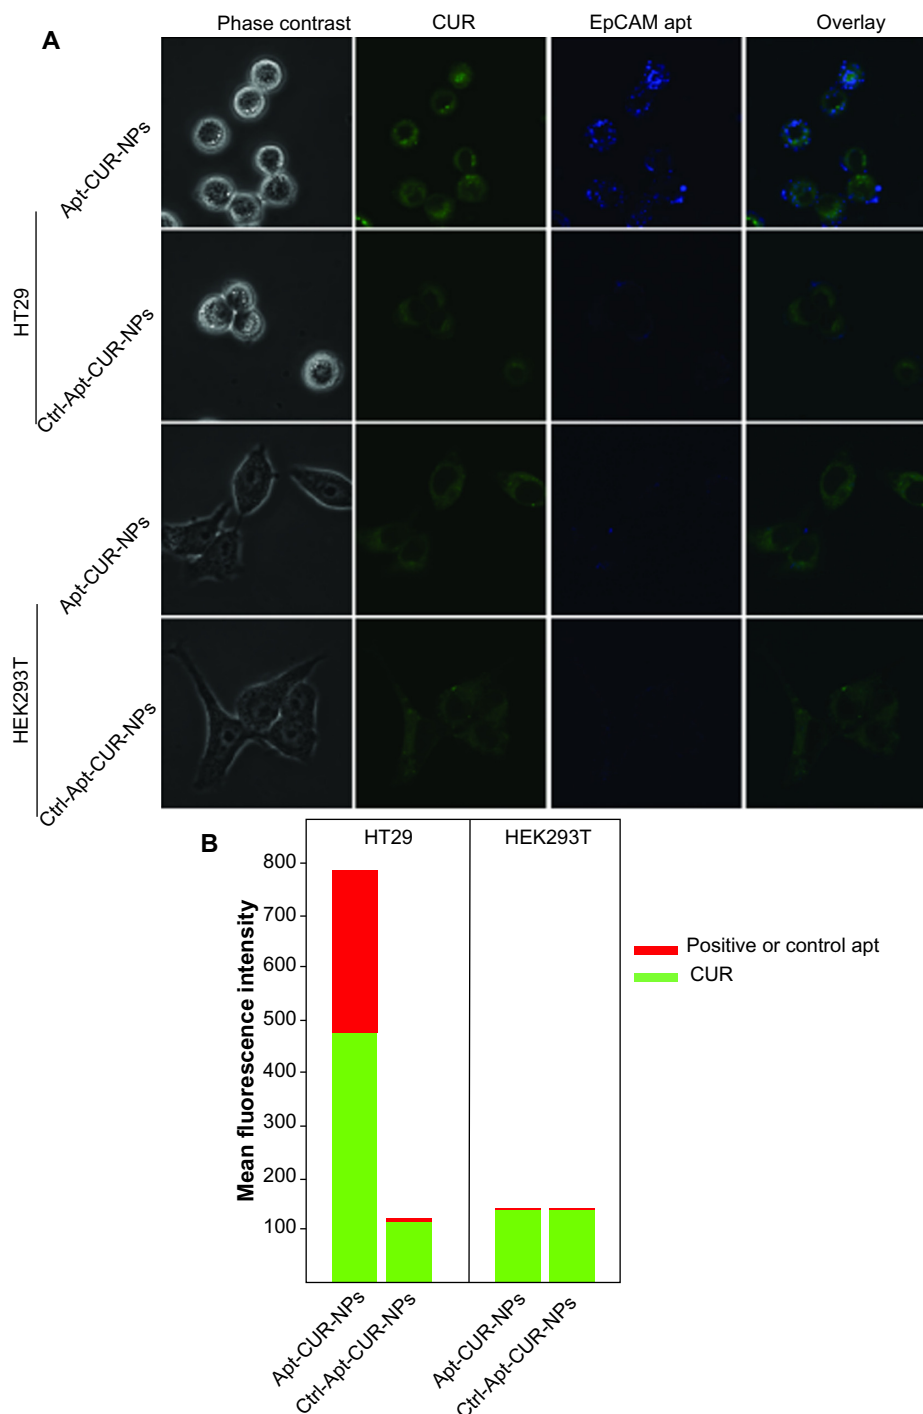 A
Phase contrast
CUR
EpCAM apt
Overlay
HT29
Apt-CUR-NPs
Ctrl-Apt-CUR-NPs
HEK293T
Apt-CUR-NPs
Ctrl-Apt-CUR-NPs
B
HT29
HEK293T
Mean fluorescence intensity
800
700
600
500
400
300
200
100
Positive or control apt
CUR
Apt-CUR-NPs
Ctrl-Apt-CUR-NPs
Apt-CUR-NPs
Ctrl-Apt-CUR-NPs